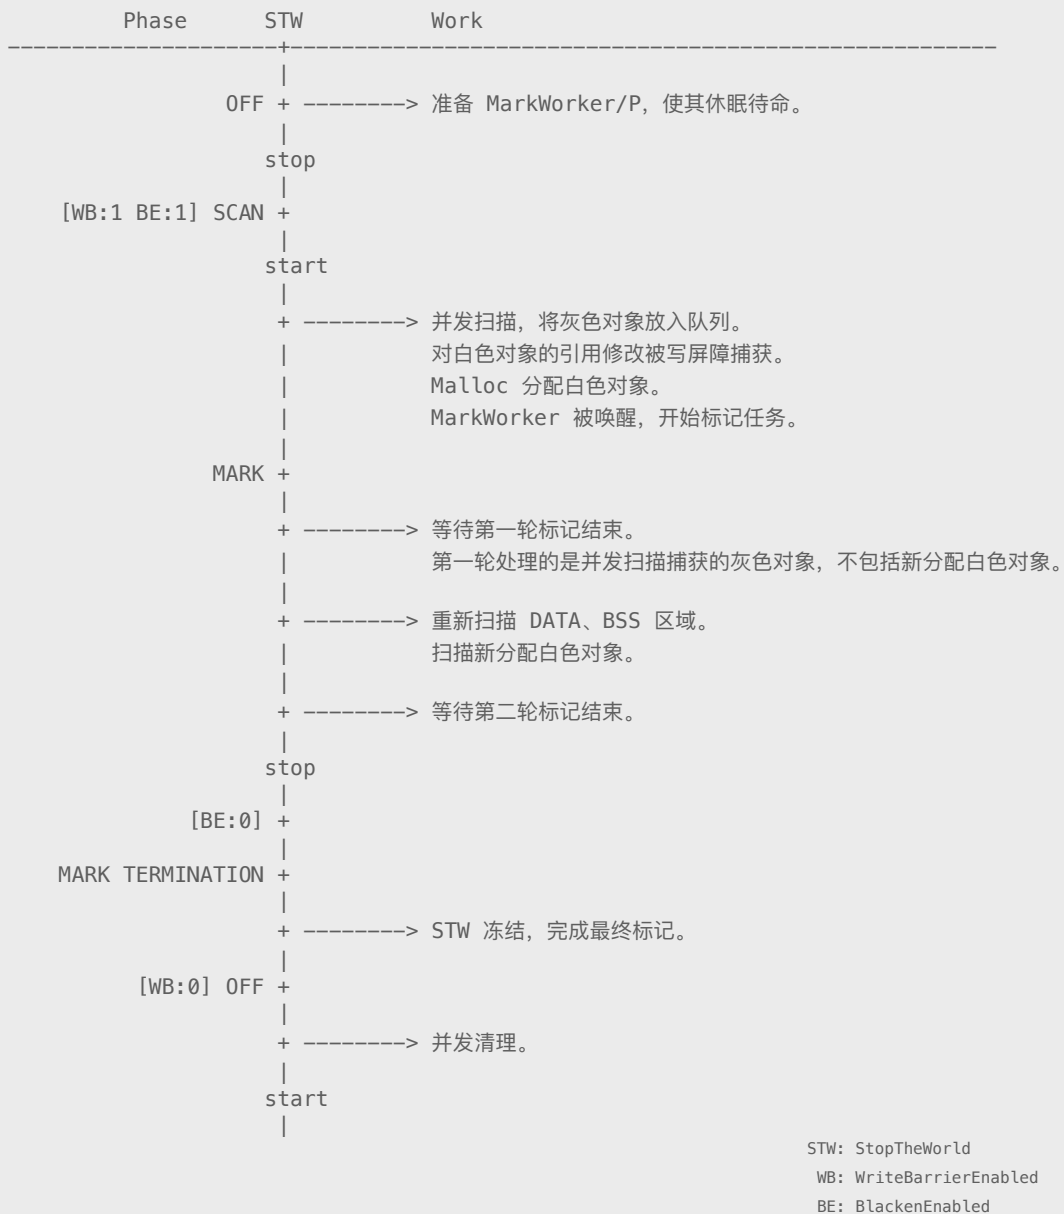 Phase STW Work
---------------------+-------------------------------------------------------
|
OFF + --------> 准备 MarkWorker/P，使其休眠待命。
|
stop
|
[WB:1 BE:1] SCAN +
|
start
|
+ --------> 并发扫描，将灰色对象放入队列。
| 对白色对象的引用修改被写屏障捕获。
| Malloc 分配白色对象。
| MarkWorker 被唤醒，开始标记任务。
|
MARK +
|
+ --------> 等待第一轮标记结束。
| 第一轮处理的是并发扫描捕获的灰色对象，不包括新分配白色对象。
|
+ --------> 重新扫描 DATA、BSS 区域。
| 扫描新分配白色对象。
|
+ --------> 等待第二轮标记结束。
|
stop
|
[BE:0] +
|
MARK TERMINATION +
|
+ --------> STW 冻结，完成最终标记。
|
[WB:0] OFF +
|
+ --------> 并发清理。
|
start
|
STW: StopTheWorld
WB: WriteBarrierEnabled
BE: BlackenEnabled